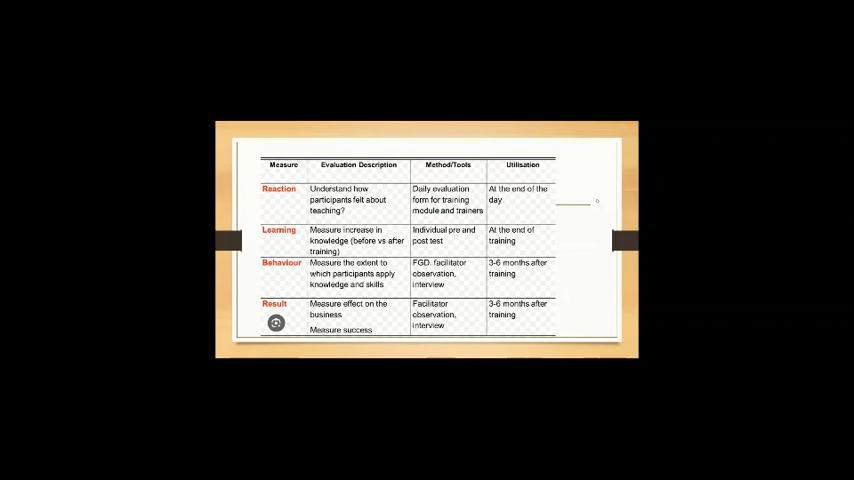 Measure Evaluation Description Method/Tools Utilisation
Reaction Understand how Daily evaluation At the end of the
participants felt about form for training day
teaching? module and trainers
Learning Measure increase in Individual pre and At the end of
knowledge (before vs after post test training
training)
Behaviour Measure the extent to FGD, facilitator 3-6 months after
which participants apply observation, training
knowledge and skills interview
Result Measure effect on the Facilitator 3-6 months after
business observation, training
interview
Measure success